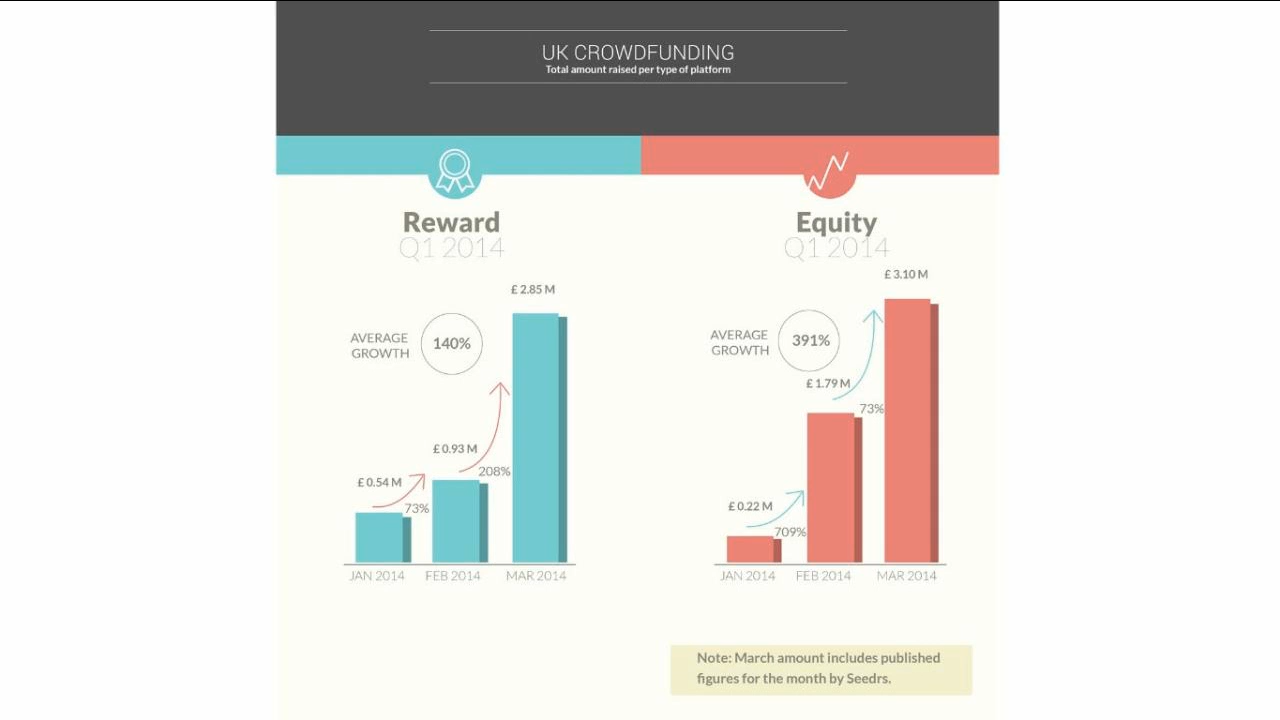 UK CROWDFUNDING
Total amount raised per type of platform
Reward
Q1 2014
£ 2.85 M
AVERAGE
GROWTH
140%
£ 0.93 M
£ 0.54 M
208%
73%
JAN 2014
FEB 2014
MAR 2014
Equity
Q1 2014
£ 3.10 M
AVERAGE
GROWTH
391%
£ 1.79 M
73%
£ 0.22 M
709%
JAN 2014
FEB 2014
MAR 2014
Note: March amount includes published
figures for the month by Seedrs.